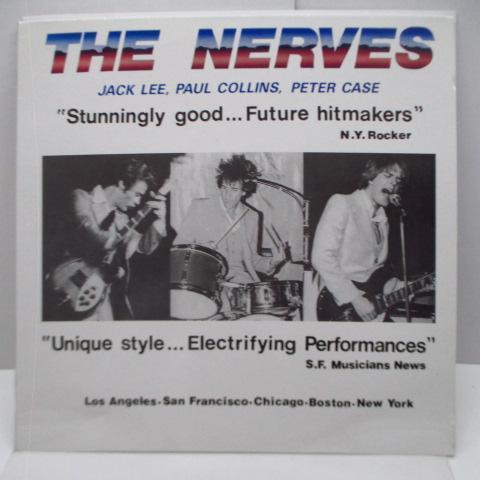 THE NERVES
JACK LEE, PAUL COLLINS, PETER CASE
"Stunningly good... Future hitmakers"
N.Y. Rocker
"Unique style... Electrifying Performances"
S.F. Musicians News
Los Angeles·San Francisco·Chicago·Boston·New York